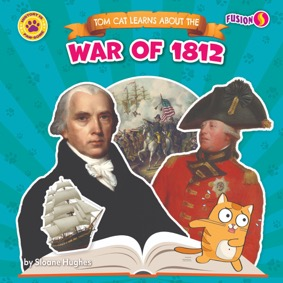 TOM CAT LEARNS ABOUT THE
FUSION
WAR OF 1812
by Sloane Hughes